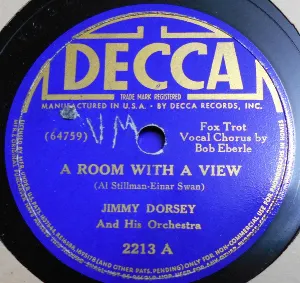 DECCA
TRADE MARK REGISTERED
MANUFACTURED IN U.S.A. • BY DECCA RECORDS, INC.
(64759)
VM
Fox Trot
Vocal Chorus by
Bob Eberle
A ROOM WITH A VIEW
(Al Stillman-Einar Swan)
JIMMY DORSEY
And His Orchestra
2213 A